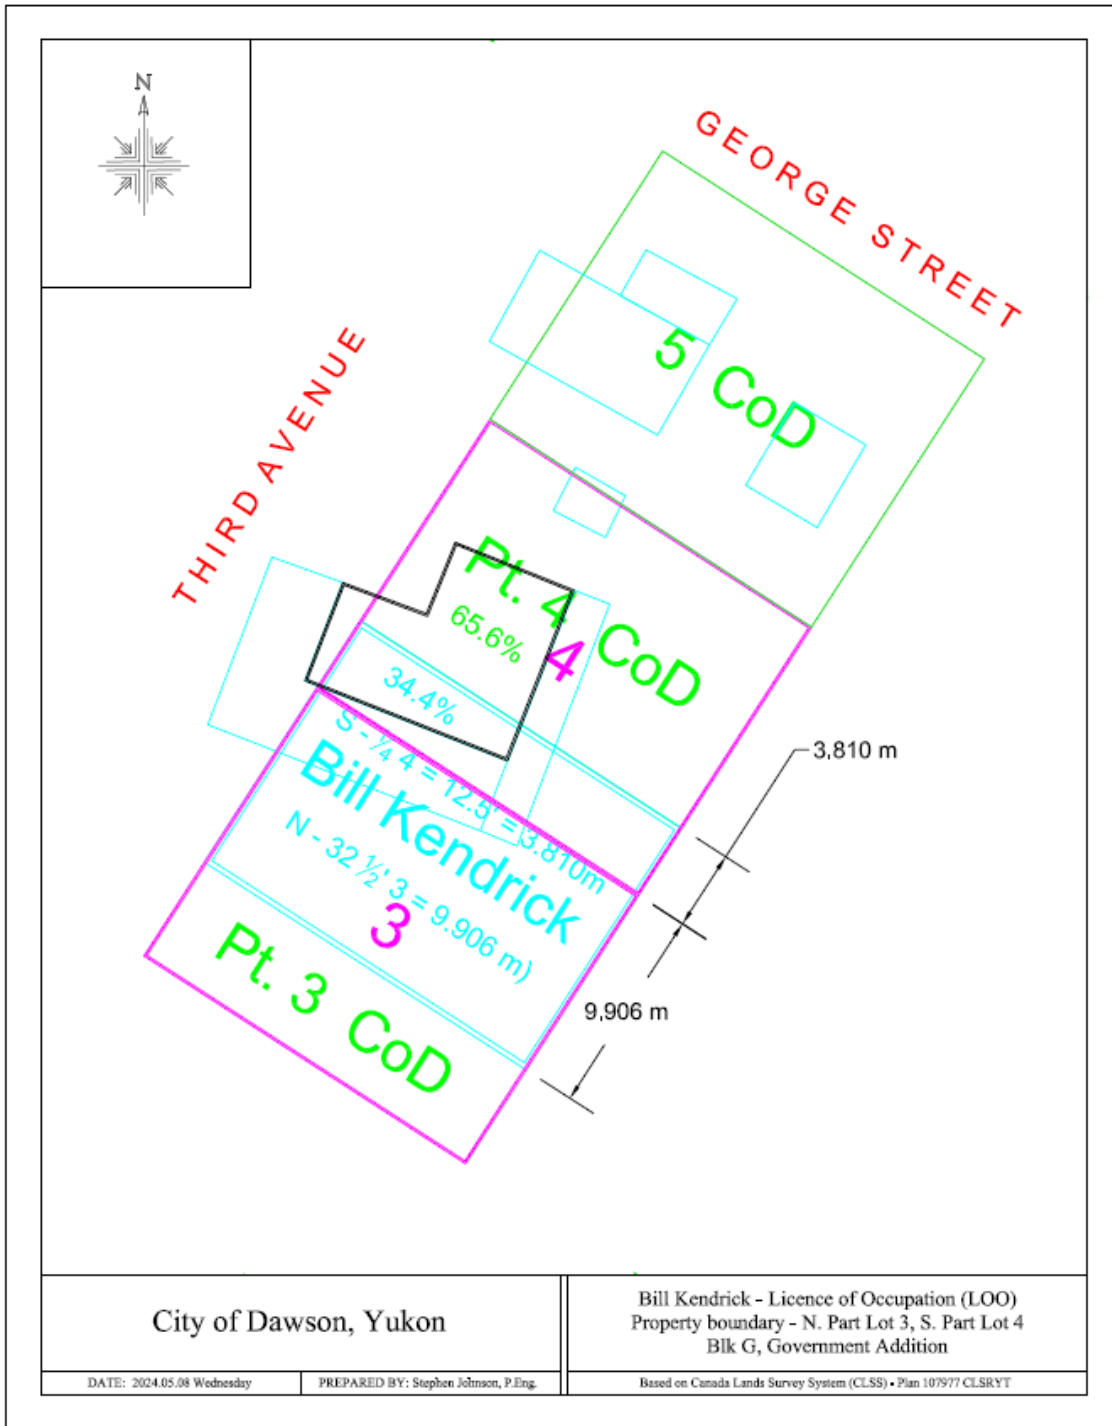 N
GEORGE STREET
THIRD AVENUE
5 CoD
Pt. 4 CoD
65.6%
4
34.4%
S - ¼ 4 = 12.5' = 3.810m
Bill Kendrick
N - 32 ½' 3 = 9.906 m)
3
Pt. 3 CoD
3,810 m
9,906 m
City of Dawson, Yukon
DATE: 2024.05.08 Wednesday
PREPARED BY: Stephen Johnson, P.Eng.
Bill Kendrick - Licence of Occupation (LOO)
Property boundary - N. Part Lot 3, S. Part Lot 4
Blk G, Government Addition
Based on Canada Lands Survey System (CLSS) • Plan 107977 CLSRYT